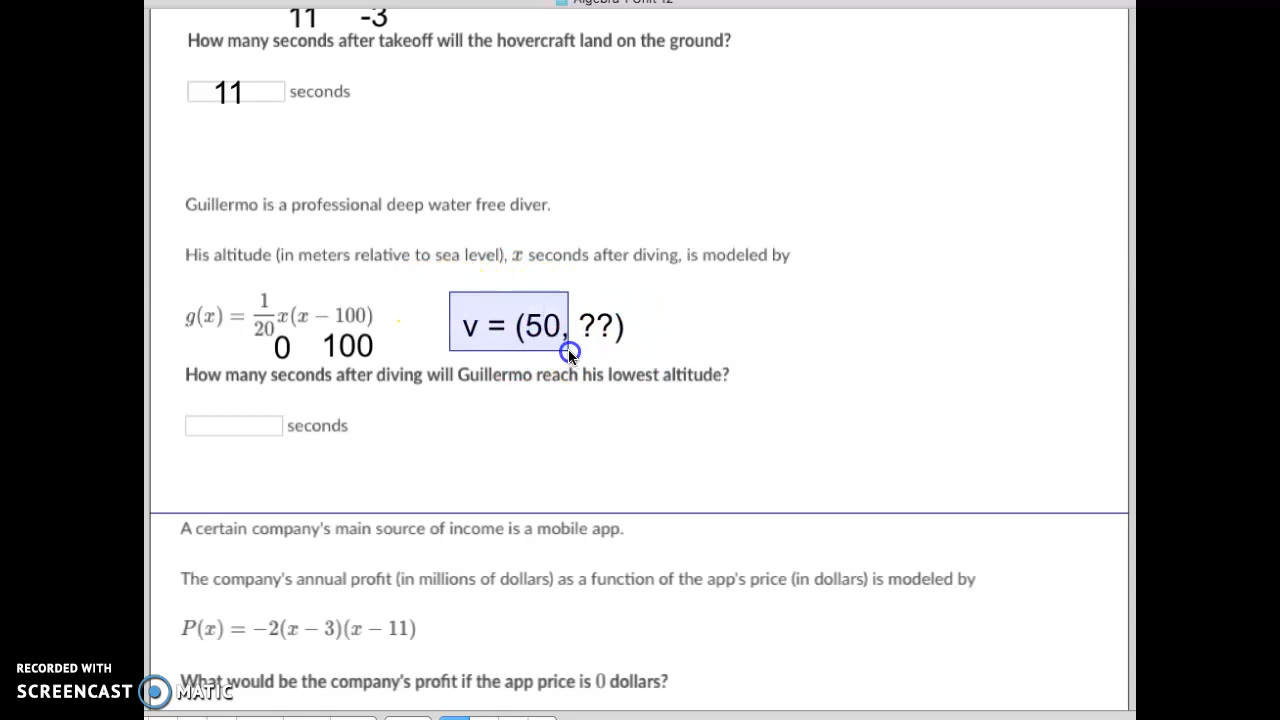 Algebra 1 Unit 12
11 -3
How many seconds after takeoff will the hovercraft land on the ground?
11 seconds
Guillermo is a professional deep water free diver.
His altitude (in meters relative to sea level), x seconds after diving, is modeled by
g(x) = 1/20 x(x − 100)
v = (50, ??)
0 100
How many seconds after diving will Guillermo reach his lowest altitude?
seconds
A certain company's main source of income is a mobile app.
The company's annual profit (in millions of dollars) as a function of the app's price (in dollars) is modeled by
P(x) = −2(x − 3)(x − 11)
What would be the company's profit if the app price is 0 dollars?
RECORDED WITH
SCREENCAST MATIC